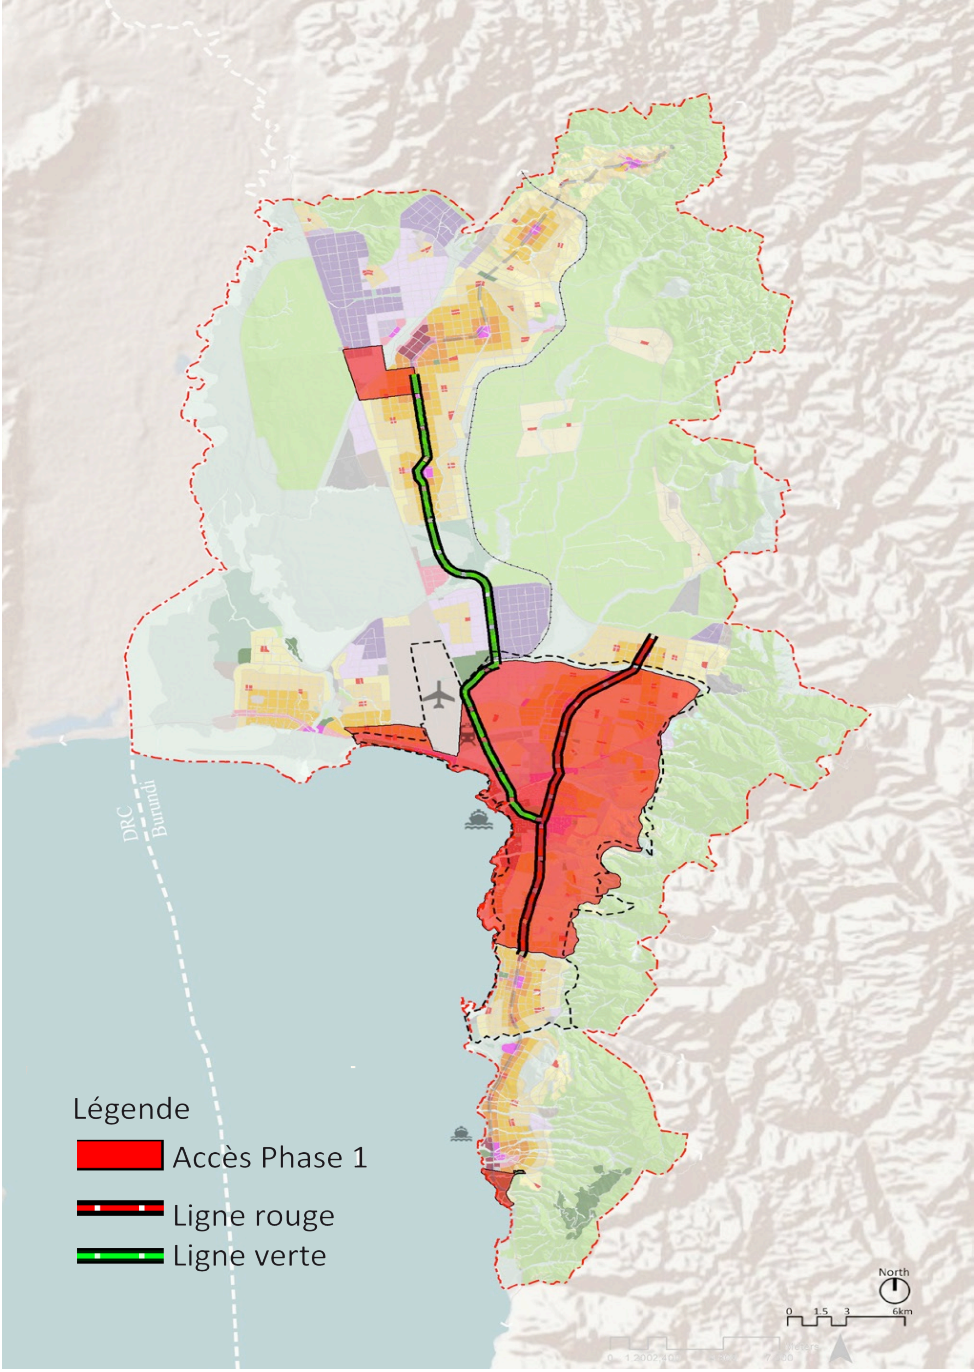 DRC
Burundi
Légende
Accès Phase 1
Ligne rouge
Ligne verte
North
0 1.5 3 6km